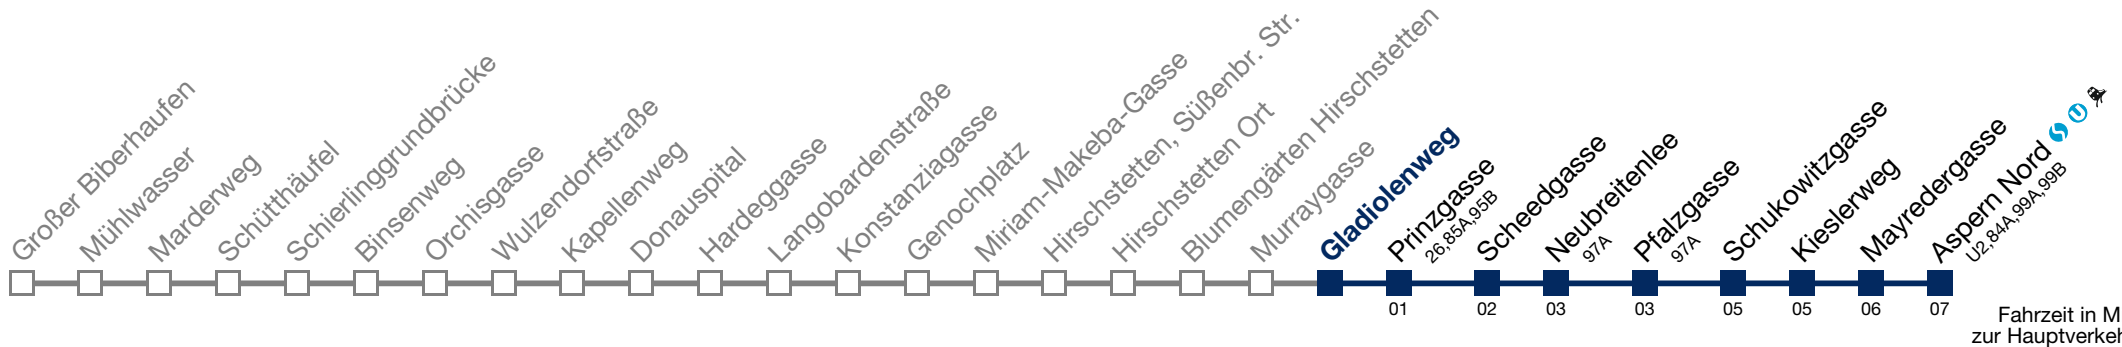 Großer Biberhaufen
Mühlwasser
Marderweg
Schütthäufel
Schierlinggrundbrücke
Binsenweg
Orchisgasse
Wulzendorfstraße
Kapellenweg
Donauspital
Hardeggasse
Langobardenstraße
Konstanziagasse
Genochplatz
Miriam-Makeba-Gasse
Hirschstetten, Süßenbr. Str.
Hirschstetten Ort
Blumengärten Hirschstetten
Murraygasse
Gladiolenweg
Prinzgasse
26,85A,95B
Scheedgasse
Neubreitenlee
97A
Pfalzgasse
97A
Schukowitzgasse
Kieslerweg
Mayredergasse
Aspern Nord S U
U2,84A,99A,99B
01 02 03 03 05 05 06 07
Fahrzeit in M
zur Hauptverkeh